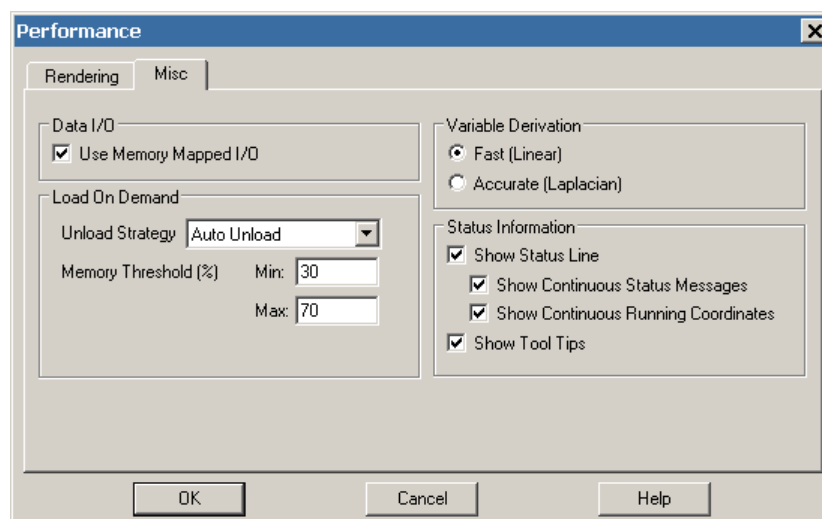 Performance
Rendering
Misc
Data I/O
Use Memory Mapped I/O
Load On Demand
Unload Strategy Auto Unload
Memory Threshold (%) Min: 30
Max: 70
Variable Derivation
Fast (Linear)
Accurate (Laplacian)
Status Information
Show Status Line
Show Continuous Status Messages
Show Continuous Running Coordinates
Show Tool Tips
OK
Cancel
Help